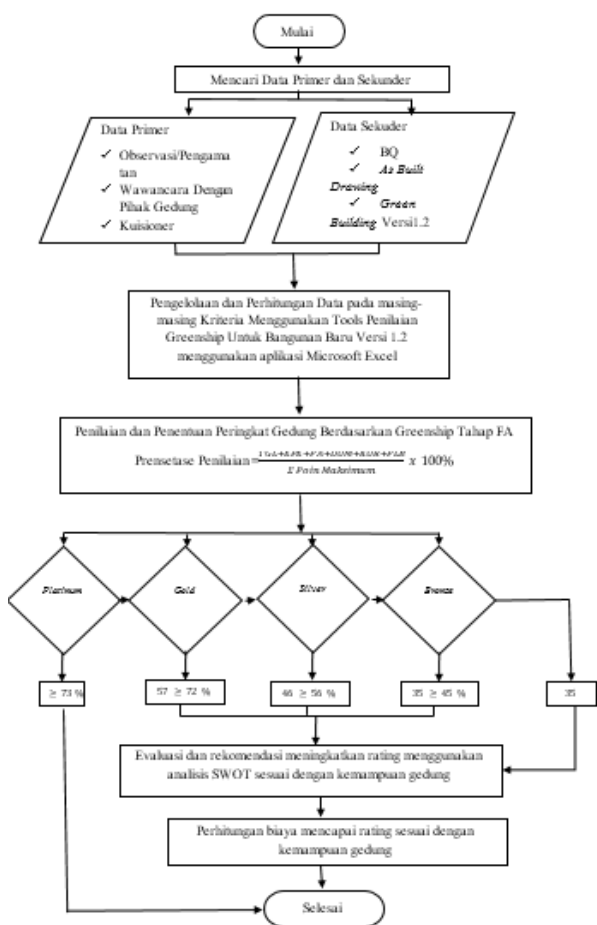 Mulai
Mencari Data Primer dan Sekunder
Data Primer
✓ Observasi/Pengama
tan
✓ Wawancara Dengan
Pihak Gedung
✓ Kuisioner
Data Sekuder
✓ BQ
✓ As Built
Drawing
✓ Green
Building Versi1.2
Pengelolaan dan Perhitungan Data pada masing-
masing Kriteria Menggunakan Tools Penilaian
Greenship Untuk Bangunan Baru Versi 1.2
menggunakan aplikasi Microsoft Excel
Penilaian dan Penentuan Peringkat Gedung Berdasarkan Greenship Tahap FA
Prensetase Penilaian=
Σ Poin Maksimum
x 100%
Platinum
Gold
Silver
Bronze
≥ 73 %
57 ≥ 72 %
46 ≥ 56 %
35 ≥ 45 %
35
Evaluasi dan rekomendasi meningkatkan rating menggunakan
analisis SWOT sesuai dengan kemampuan gedung
Perhitungan biaya mencapai rating sesuai dengan
kemampuan gedung
Selesai